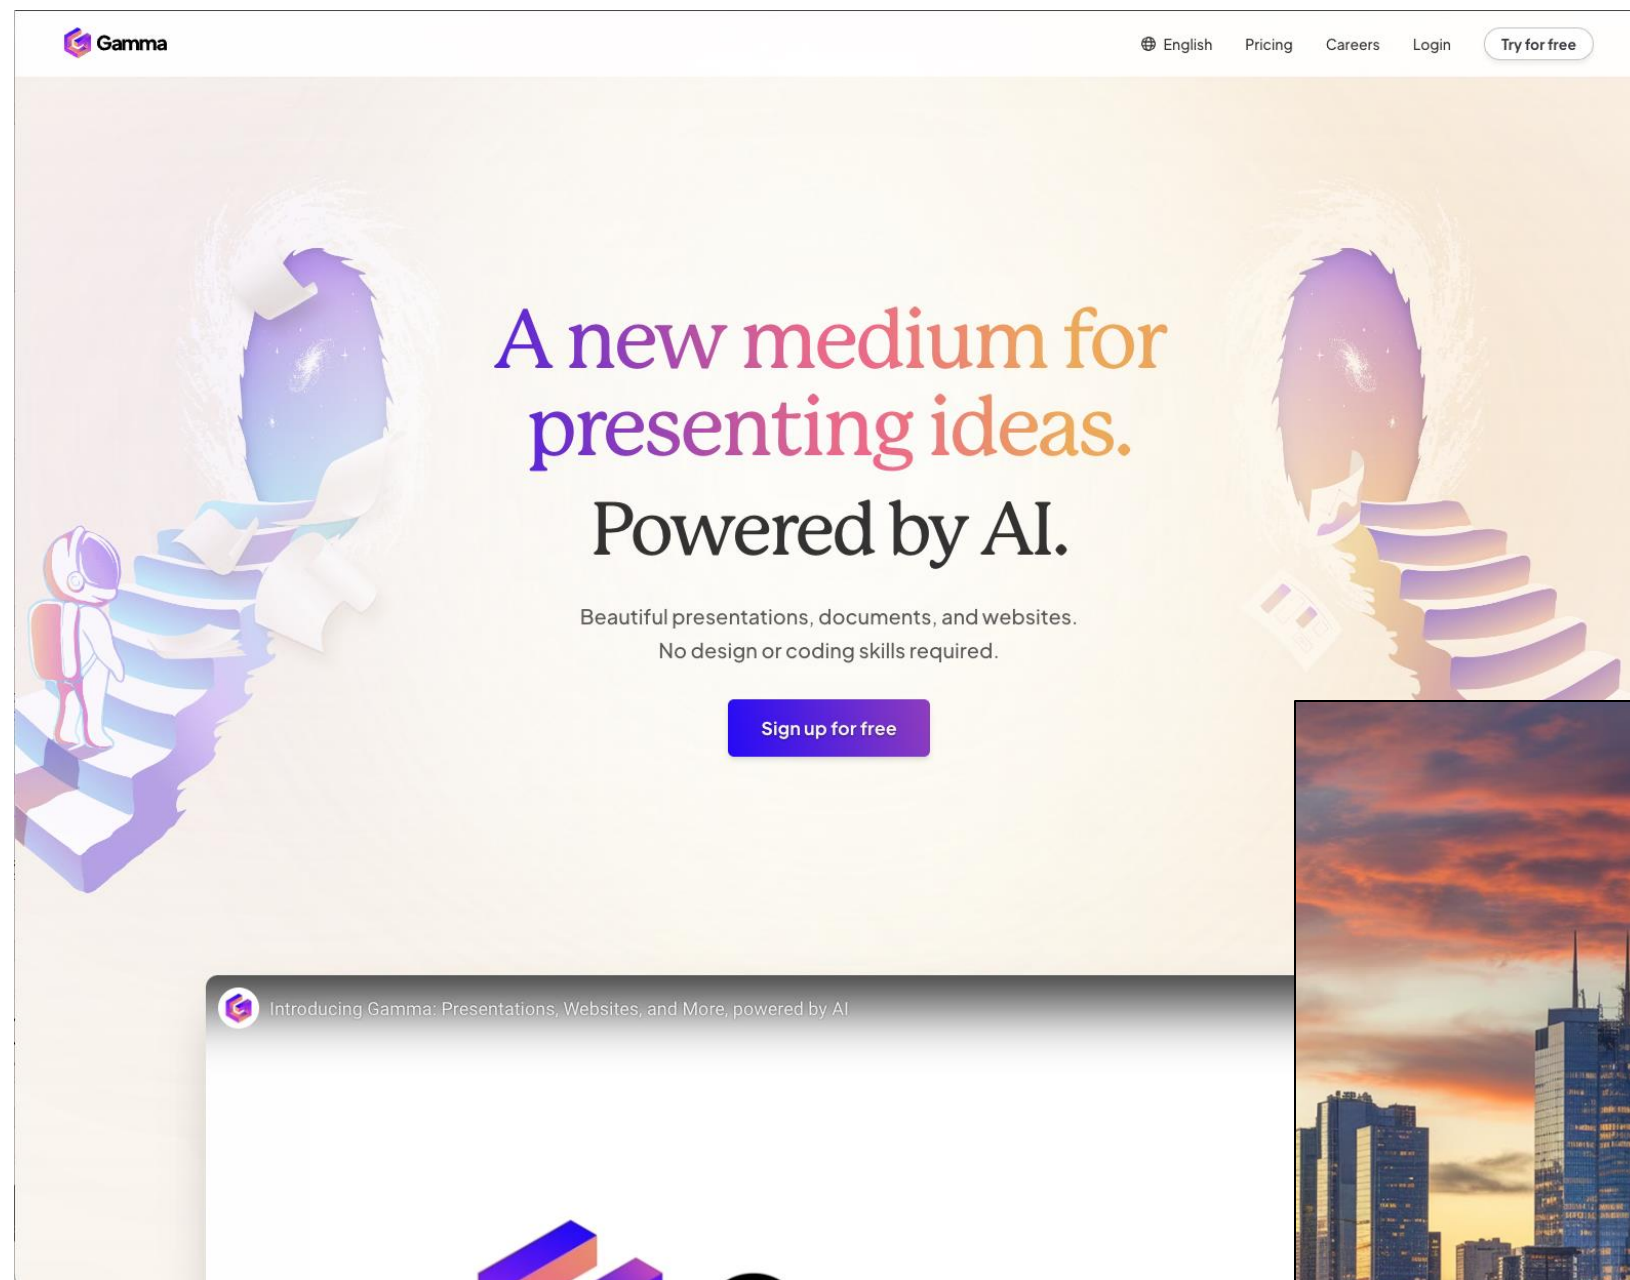 Gamma
English Pricing Careers Login Try for free
A new medium for
presenting ideas.
Powered by AI.
Beautiful presentations, documents, and websites.
No design or coding skills required.
Sign up for free
Introducing Gamma: Presentations, Websites, and More, powered by AI